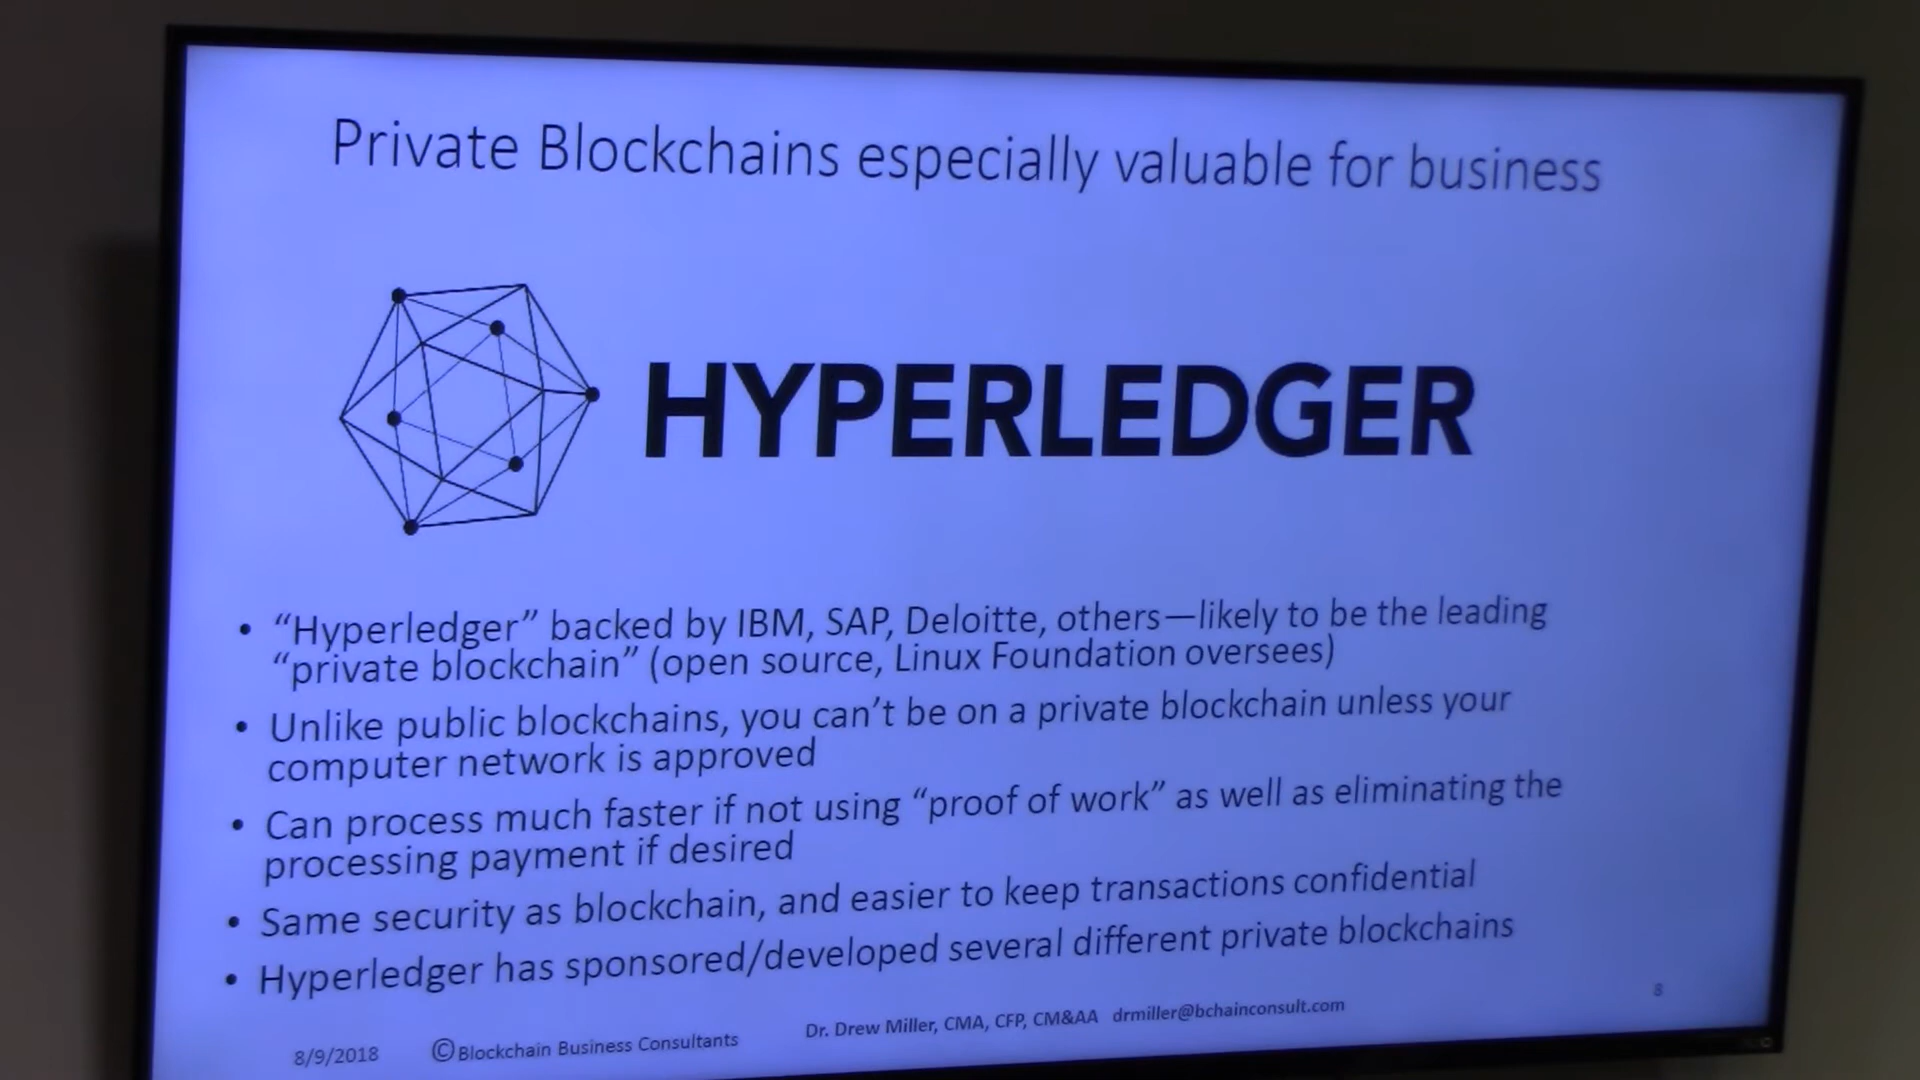 Private Blockchains especially valuable for business
HYPERLEDGER
• “Hyperledger” backed by IBM, SAP, Deloitte, others—likely to be the leading
“private blockchain” (open source, Linux Foundation oversees)
• Unlike public blockchains, you can’t be on a private blockchain unless your
computer network is approved
• Can process much faster if not using “proof of work” as well as eliminating the
processing payment if desired
• Same security as blockchain, and easier to keep transactions confidential
• Hyperledger has sponsored/developed several different private blockchains
8
8/9/2018 ©Blockchain Business Consultants Dr. Drew Miller, CMA, CFP, CM&AA drmiller@bchainconsult.com